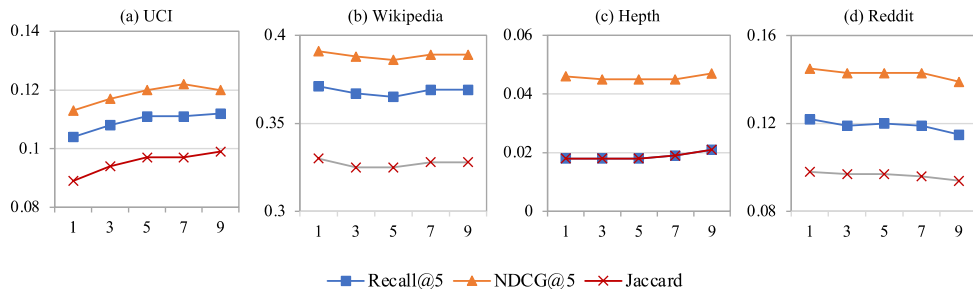 (a) UCI
0.14
0.12
0.1
0.08
1 3 5 7 9
(b) Wikipedia
0.4
0.35
0.3
1 3 5 7 9
(c) Hepth
0.06
0.04
0.02
0
1 3 5 7 9
(d) Reddit
0.16
0.12
0.08
1 3 5 7 9
Recall@5 NDCG@5 Jaccard